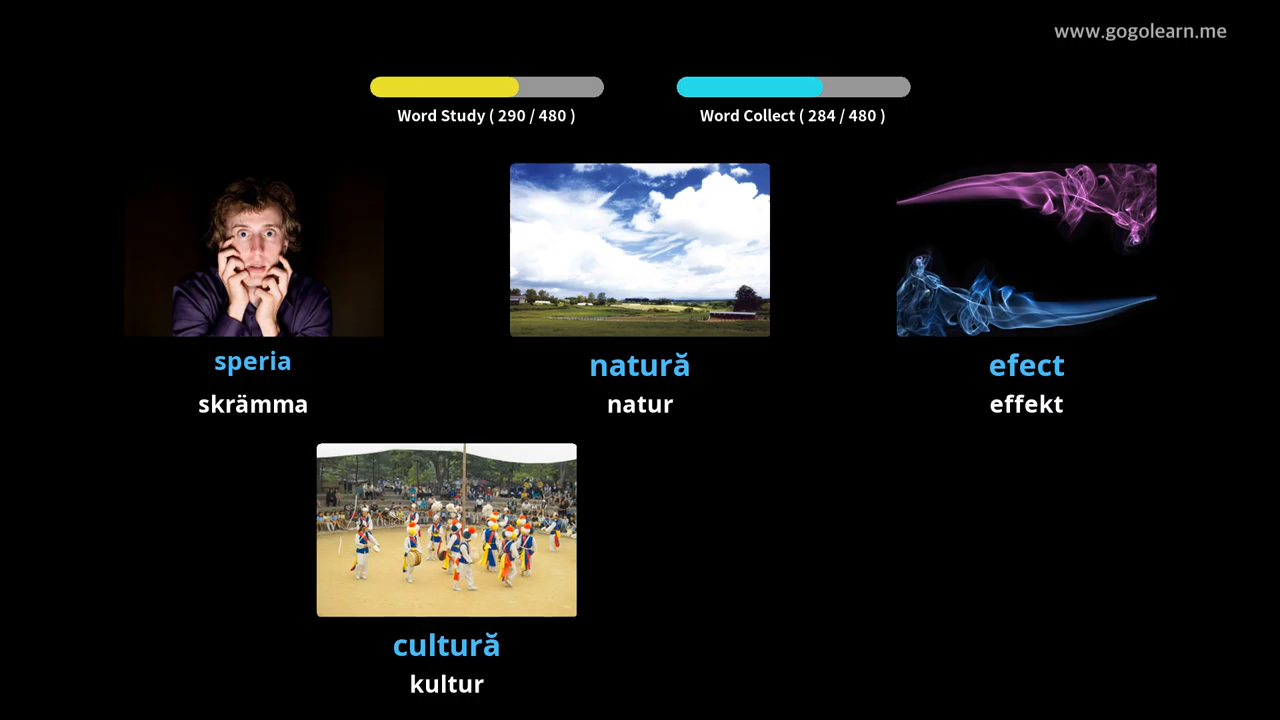 www.gogolearn.me
Word Study ( 290 / 480 )
Word Collect ( 284 / 480 )
speria
skrämma
natură
natur
efect
effekt
cultură
kultur